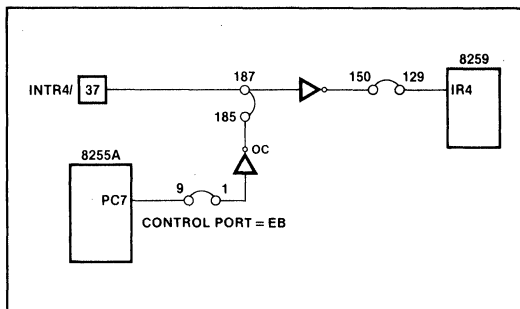 8259
187
150 129
INTR4/ 37
IR4
185
8255A
OC
PC7
9 1
CONTROL PORT = EB